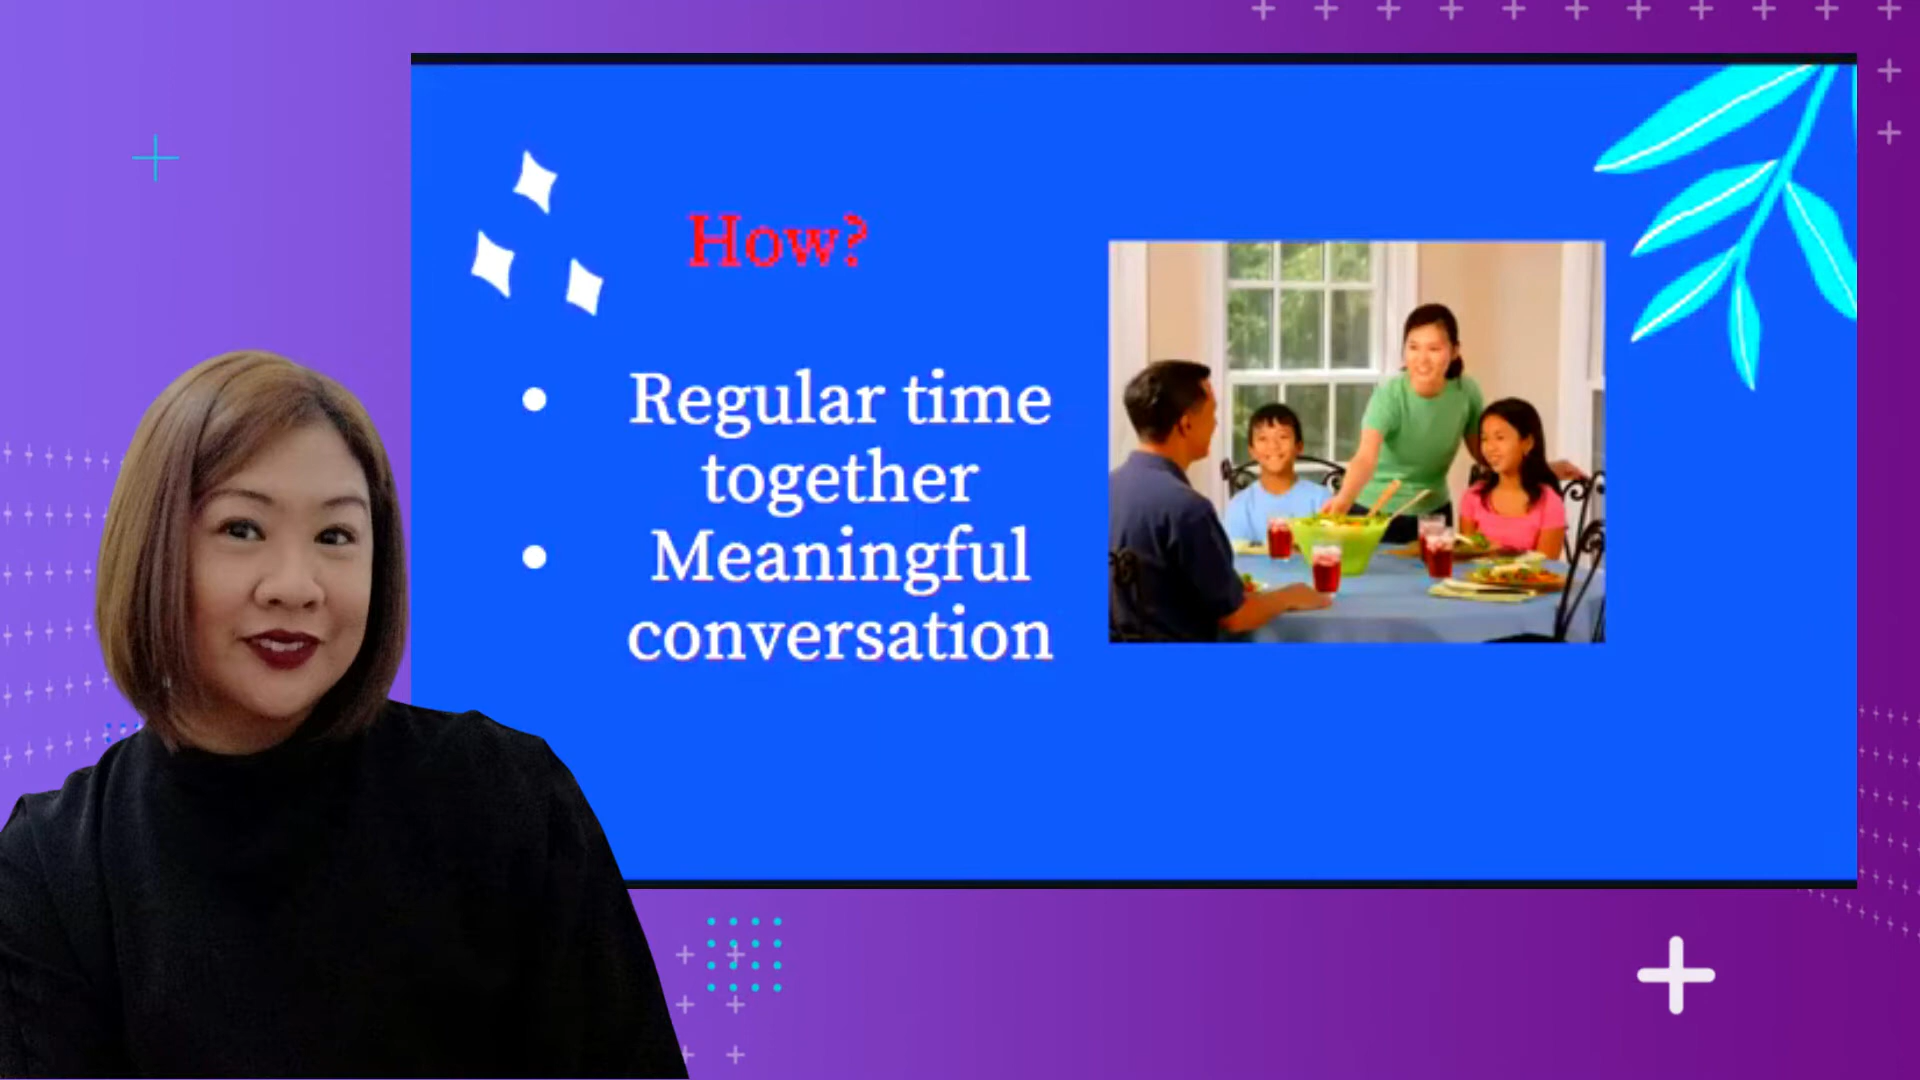 How?
• Regular time
together
• Meaningful
conversation